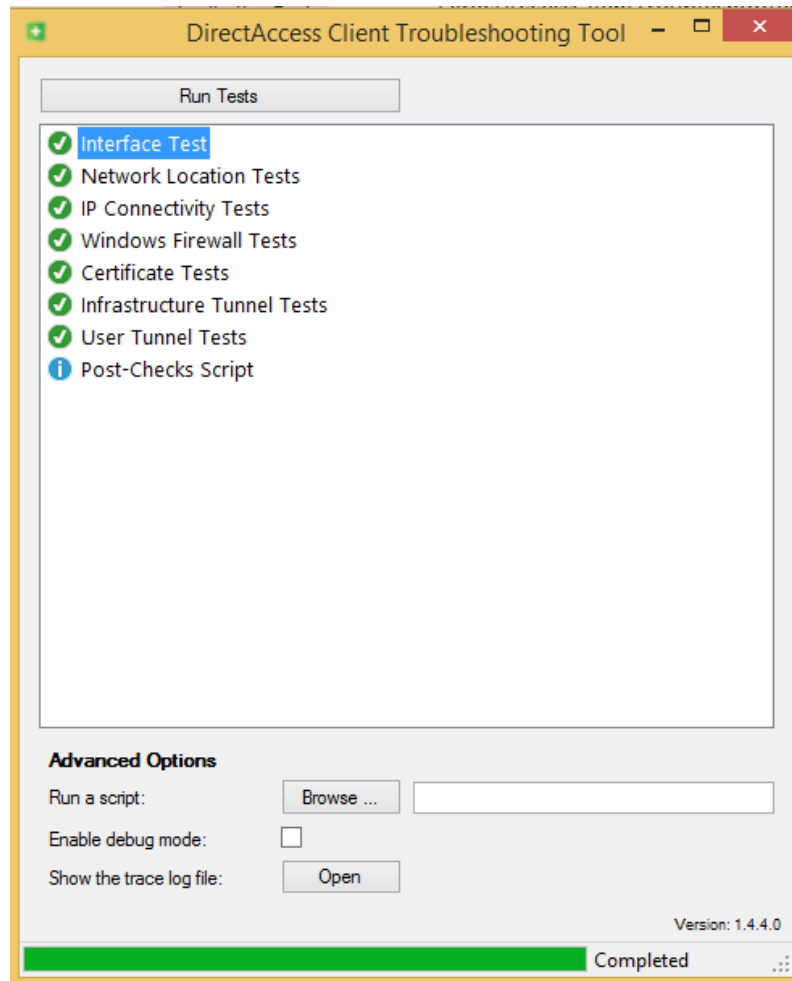 DirectAccess Client Troubleshooting Tool
Run Tests
Interface Test
Network Location Tests
IP Connectivity Tests
Windows Firewall Tests
Certificate Tests
Infrastructure Tunnel Tests
User Tunnel Tests
Post-Checks Script
Advanced Options
Run a script: Browse ...
Enable debug mode:
Show the trace log file: Open
Version: 1.4.4.0
Completed